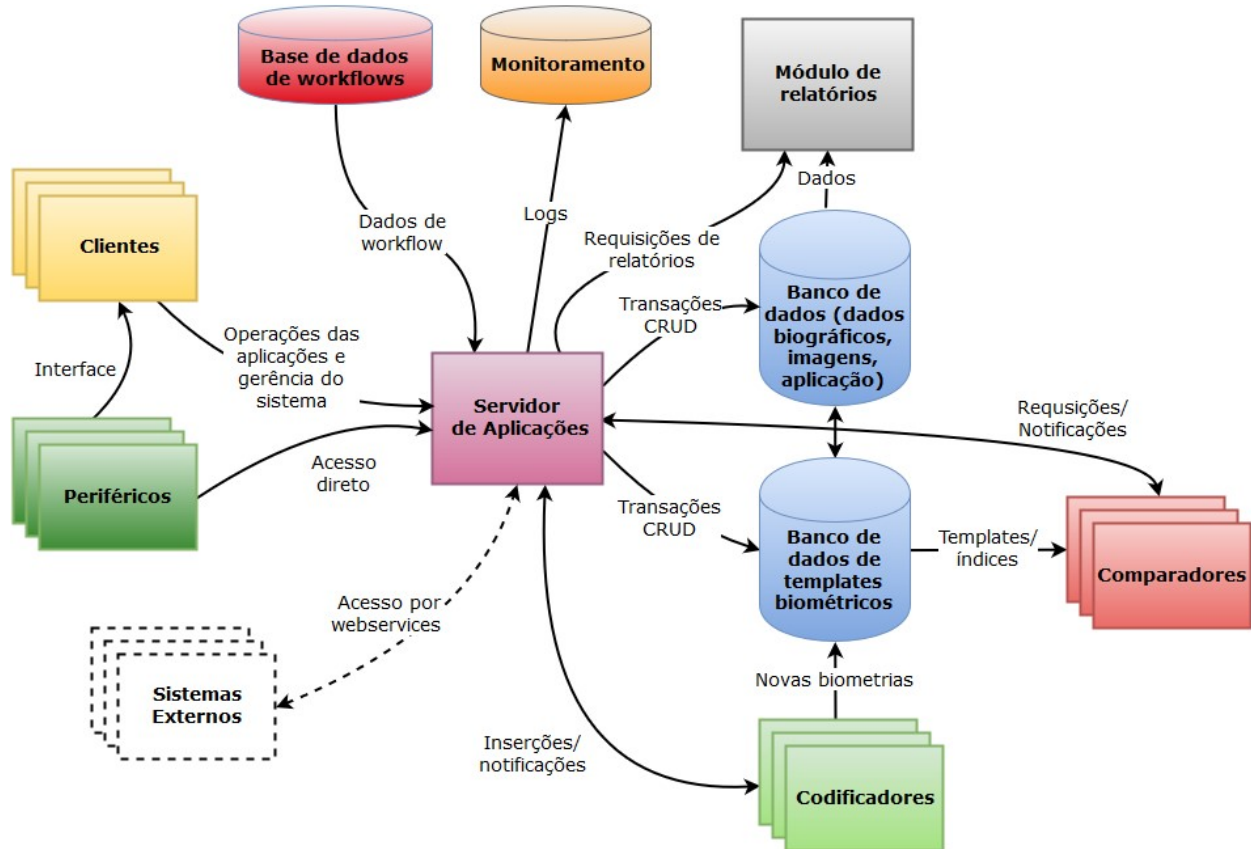 Base de dados
de workflows
Monitoramento
Módulo de
relatórios
Dados
Clientes
Dados de
workflow
Logs
Requisições de
relatórios
Transações
CRUD
Banco de
dados (dados
biográficos,
imagens,
aplicação)
Interface
Operações das
aplicações e
gerência do
sistema
Servidor
de Aplicações
Requsições/
Notificações
Periféricos
Acesso
direto
Transações
CRUD
Banco de
dados de
templates
biométricos
Templates/
índices
Comparadores
Acesso por
webservices
Sistemas
Externos
Novas biometrias
Inserções/
notificações
Codificadores